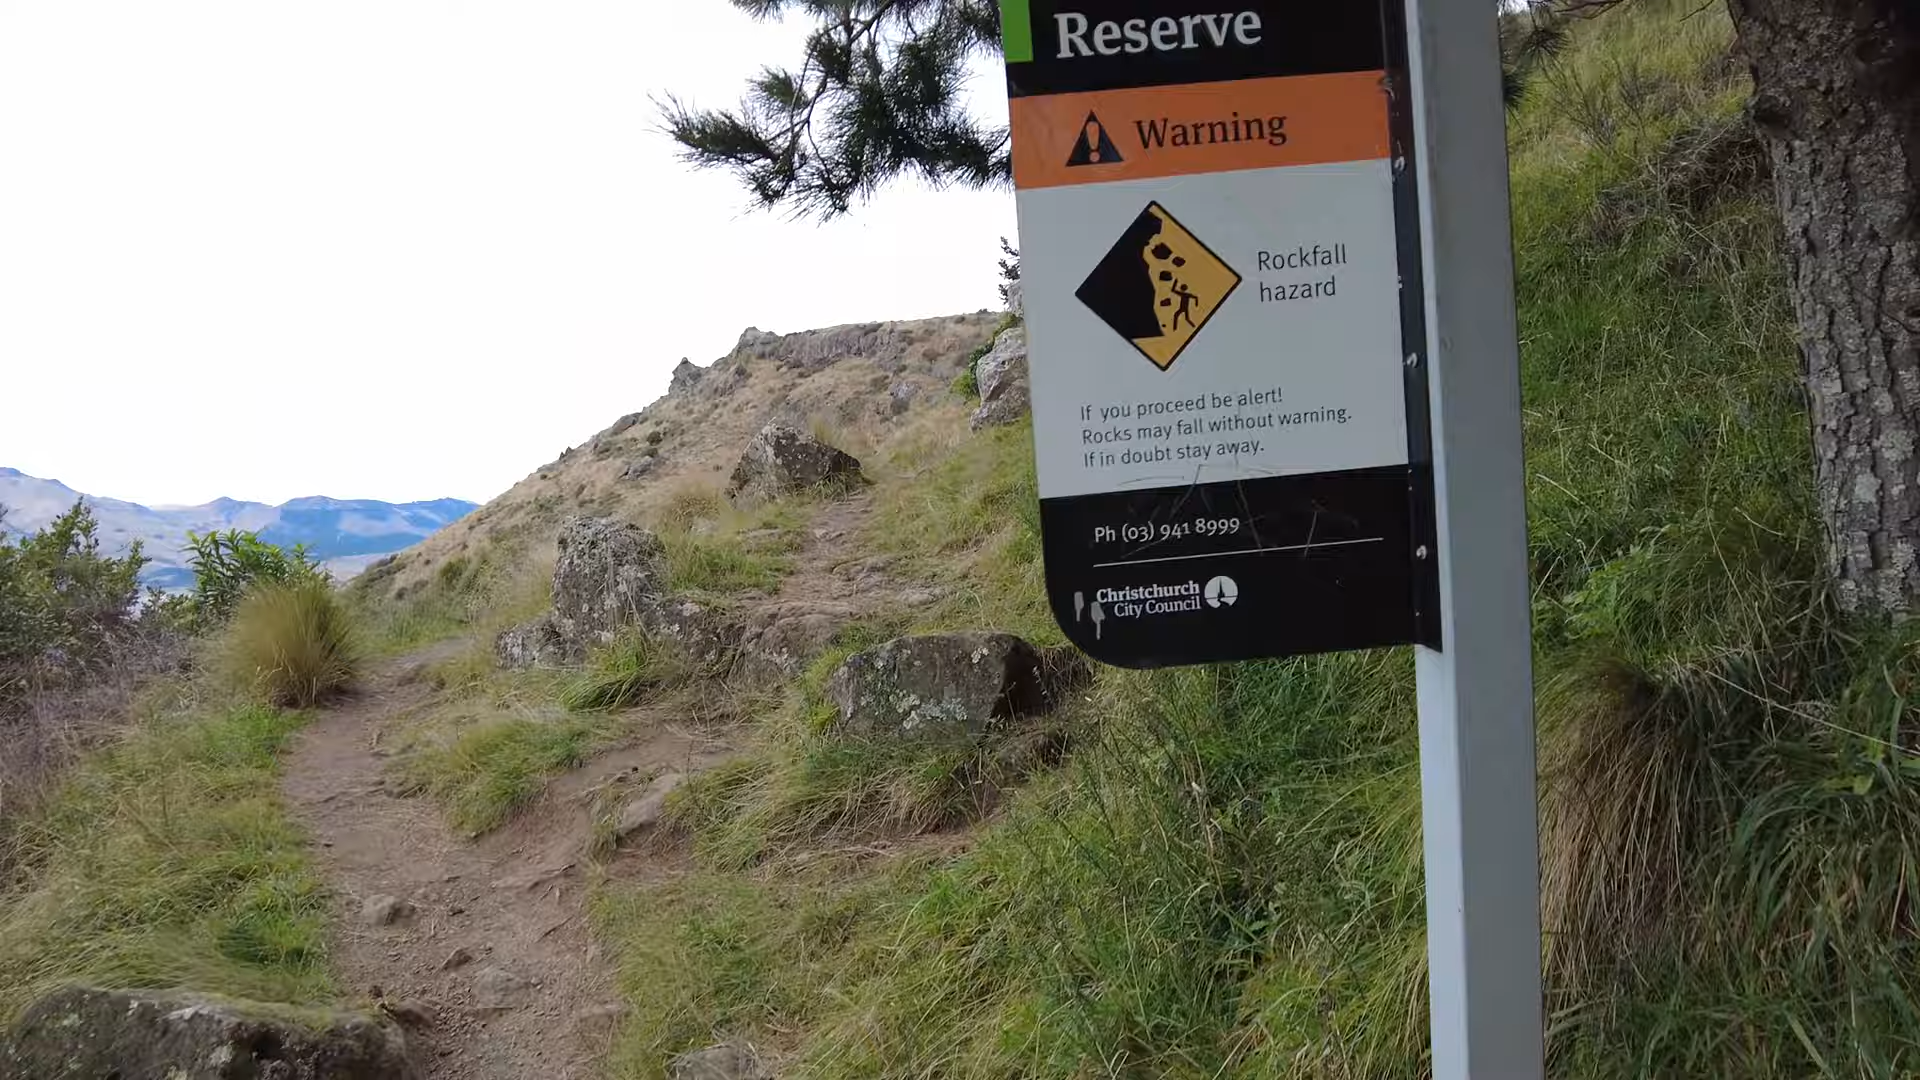 Reserve
Warning
Rockfall
hazard
If you proceed be alert!
Rocks may fall without warning.
If in doubt stay away.
Ph (03) 941 8999
Christchurch
City Council